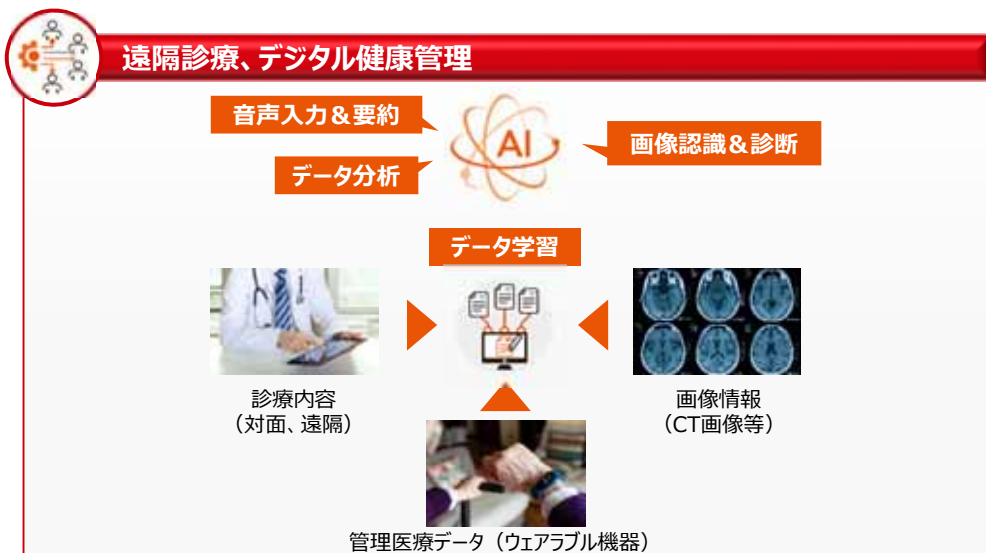 遠隔診療、デジタル健康管理
音声入力＆要約
AI
画像認識＆診断
データ分析
データ学習
診療内容
（対面、遠隔）
画像情報
（CT画像等）
管理医療データ（ウェアラブル機器）